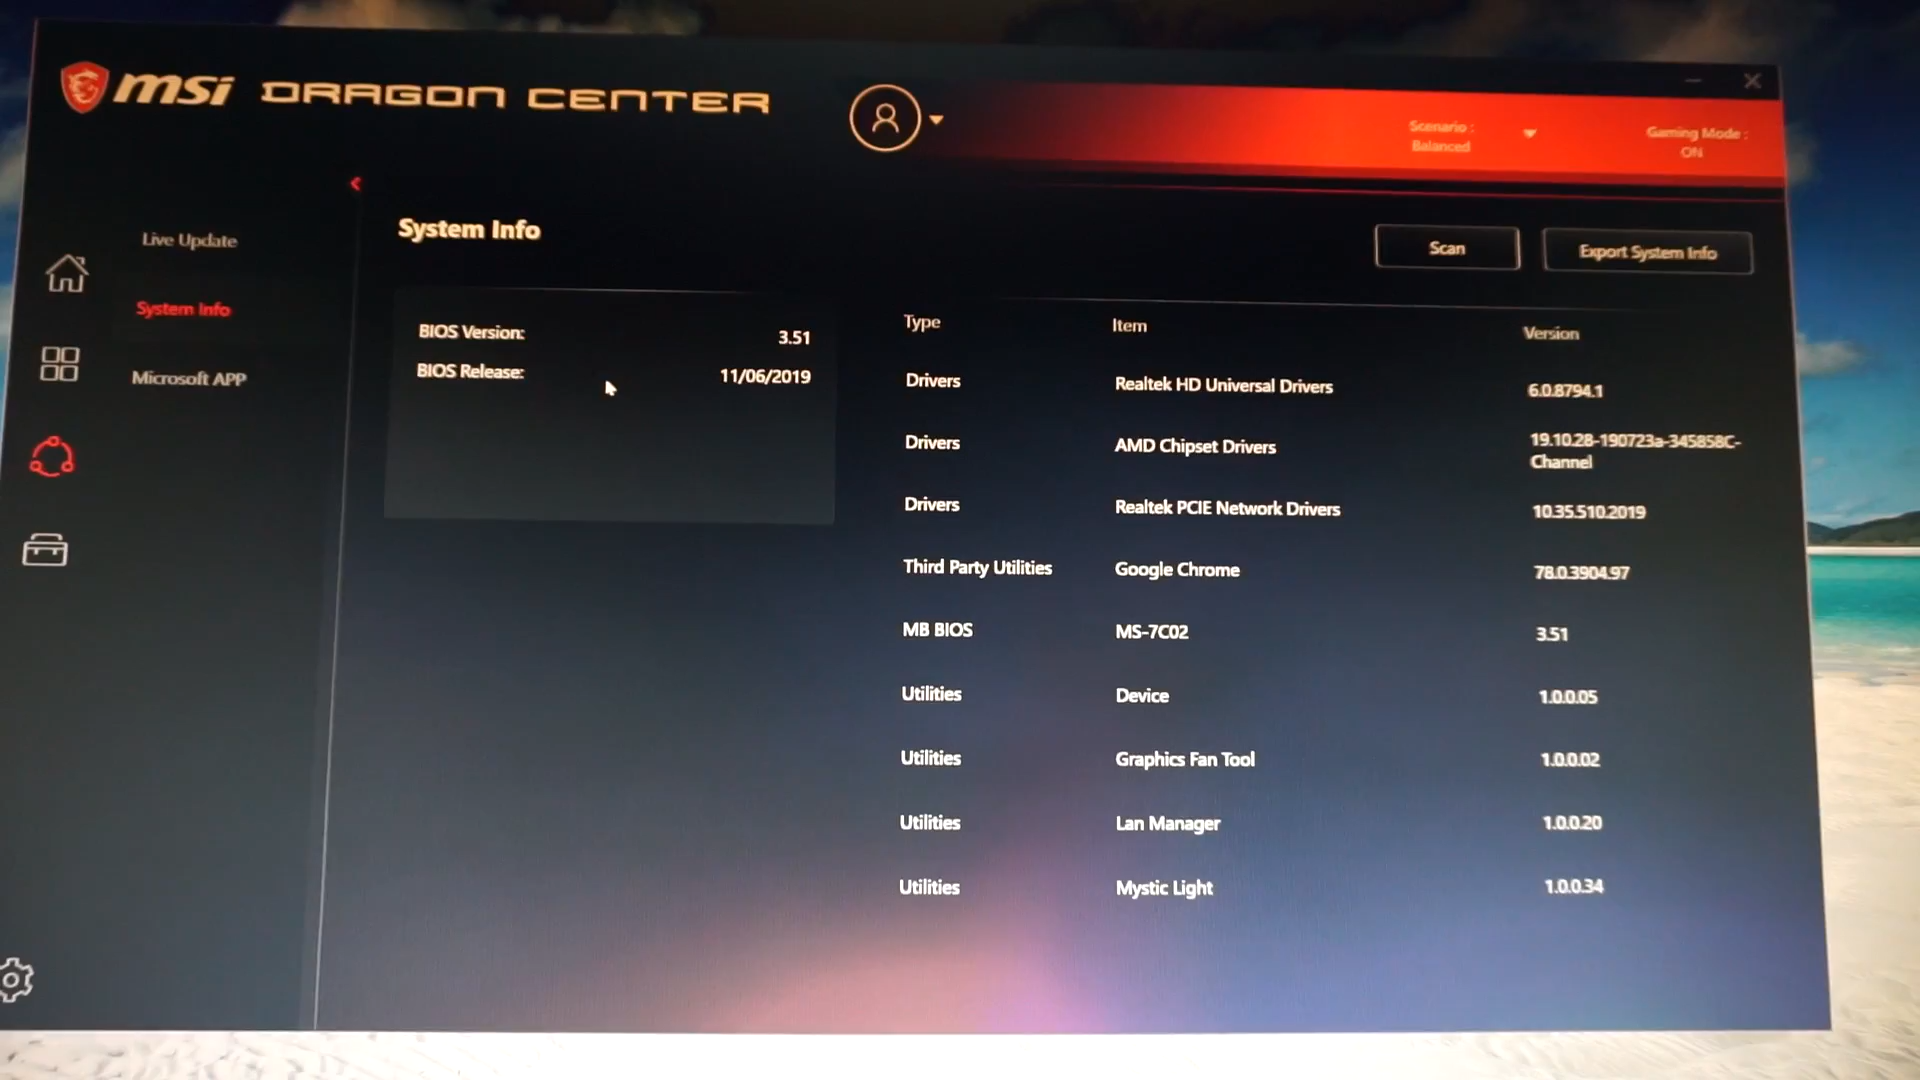 msi DRAGON CENTER
Scenario :
Balanced
Gaming Mode :
ON
Live Update
System Info
Microsoft APP
System Info
Scan
Export System Info
BIOS Version: 3.51
BIOS Release: 11/06/2019
Type Item Version
Drivers Realtek HD Universal Drivers 6.0.8794.1
Drivers AMD Chipset Drivers 19.10.28-190723a-345858C-
Channel
Drivers Realtek PCIE Network Drivers 10.35.510.2019
Third Party Utilities Google Chrome 78.0.3904.97
MB BIOS MS-7C02 3.51
Utilities Device 1.0.0.05
Utilities Graphics Fan Tool 1.0.0.02
Utilities Lan Manager 1.0.0.20
Utilities Mystic Light 1.0.0.34